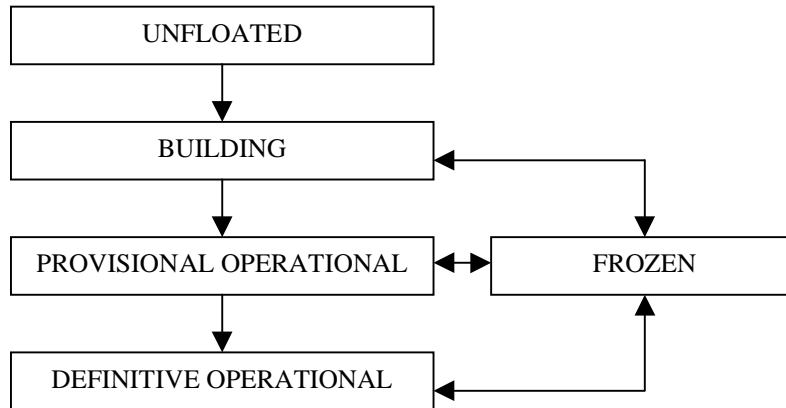 UNFLOATED
BUILDING
PROVISIONAL OPERATIONAL
FROZEN
DEFINITIVE OPERATIONAL